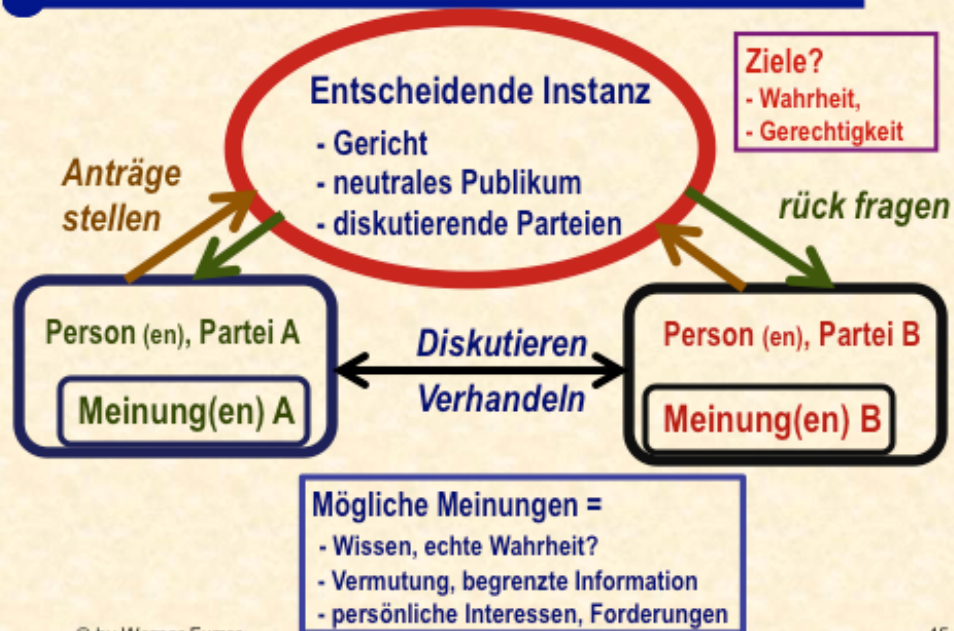 Entscheidende Instanz
- Gericht
- neutrales Publikum
- diskutierende Parteien
Ziele?
- Wahrheit,
- Gerechtigkeit
Anträge
stellen
rück fragen
Person (en), Partei A
Meinung(en) A
Diskutieren
Verhandeln
Person (en), Partei B
Meinung(en) B
Mögliche Meinungen =
- Wissen, echte Wahrheit?
- Vermutung, begrenzte Information
- persönliche Interessen, Forderungen